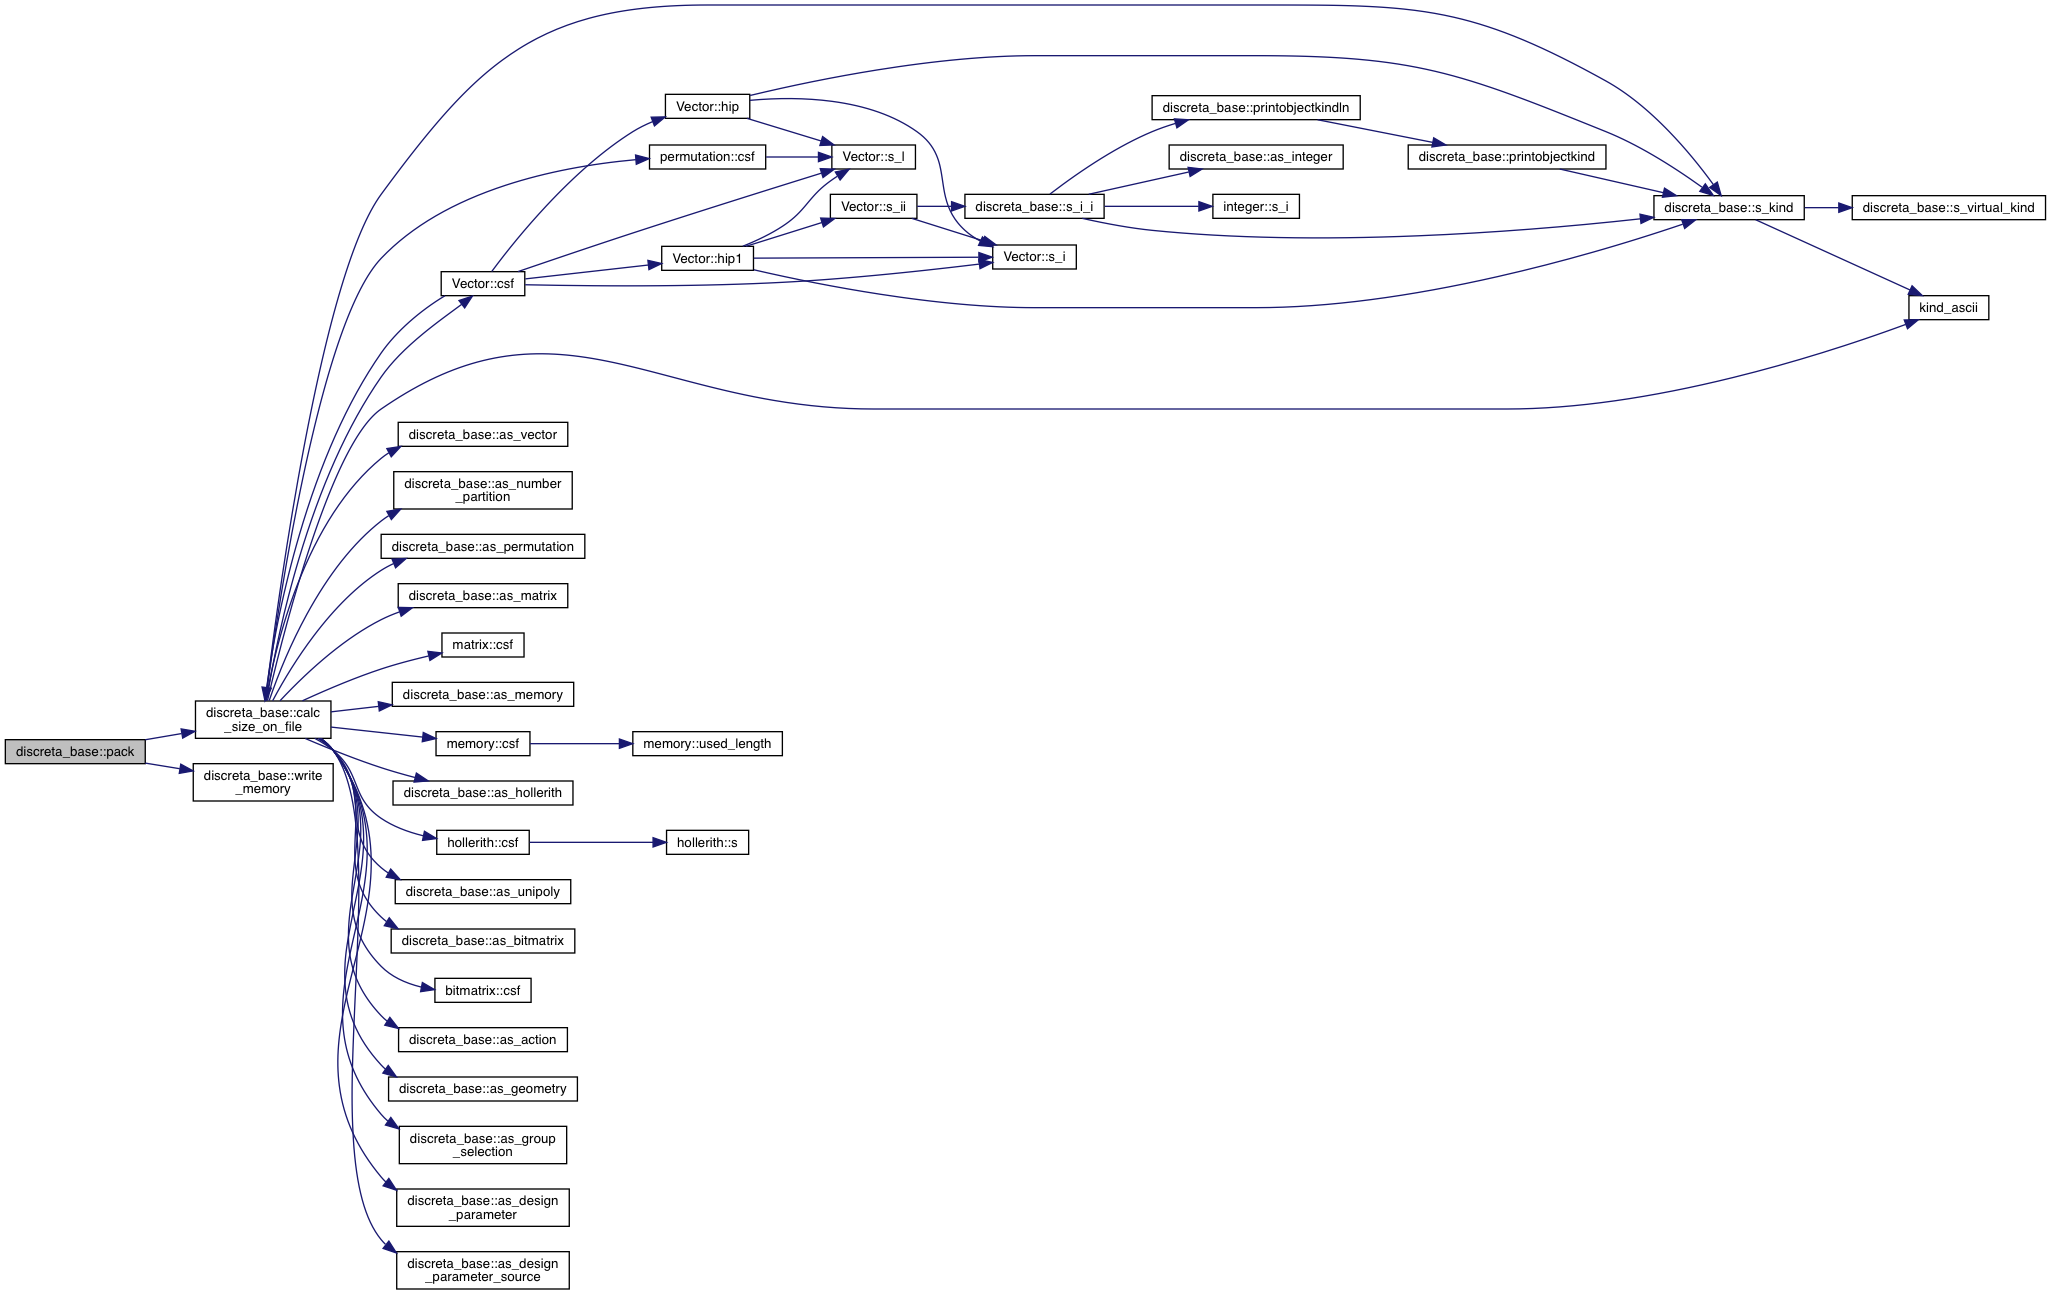 discreta_base::pack
discreta_base::calc
_size_on_file
discreta_base::write
_memory
Vector::csf
discreta_base::as_vector
discreta_base::as_number
_partition
discreta_base::as_permutation
discreta_base::as_matrix
matrix::csf
discreta_base::as_memory
memory::csf
discreta_base::as_hollerith
hollerith::csf
discreta_base::as_unipoly
discreta_base::as_bitmatrix
bitmatrix::csf
discreta_base::as_action
discreta_base::as_geometry
discreta_base::as_group
_selection
discreta_base::as_design
_parameter
discreta_base::as_design
_parameter_source
Vector::hip
permutation::csf
Vector::hip1
memory::used_length
hollerith::s
Vector::s_l
Vector::s_ii
discreta_base::s_i_i
Vector::s_i
discreta_base::printobjectkindln
discreta_base::as_integer
integer::s_i
discreta_base::printobjectkind
discreta_base::s_kind
discreta_base::s_virtual_kind
kind_ascii